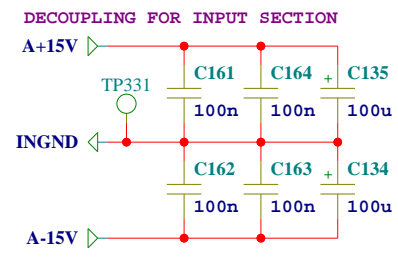 DECOUPLING FOR INPUT SECTION
A+15V
C161
C164
+ C135
TP331
100n
100n
100u
INGND
C162
C163
+ C134
100n
100n
100u
A-15V